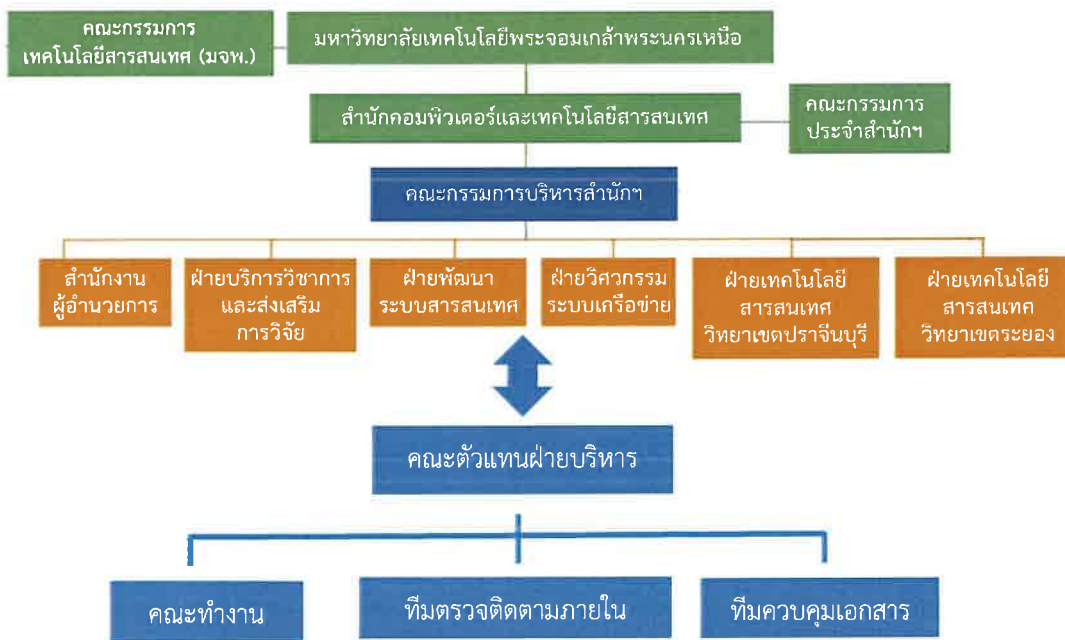 คณะกรรมการ
เทคโนโลยีสารสนเทศ (มจพ.)
มหาวิทยาลัยเทคโนโลยีพระจอมเกล้าพระนครเหนือ
สำนักคอมพิวเตอร์และเทคโนโลยีสารสนเทศ
คณะกรรมการ
ประจำสำนักฯ
คณะกรรมการบริหารสำนักฯ
สำนักงาน
ผู้อำนวยการ
ฝ่ายบริการวิชาการ
และส่งเสริม
การวิจัย
ฝ่ายพัฒนา
ระบบสารสนเทศ
ฝ่ายวิศวกรรม
ระบบเครือข่าย
ฝ่ายเทคโนโลยี
สารสนเทศ
วิทยาเขตปราจีนบุรี
ฝ่ายเทคโนโลยี
สารสนเทศ
วิทยาเขตระยอง
คณะตัวแทนฝ่ายบริหาร
คณะทำงาน
ทีมตรวจติดตามภายใน
ทีมควบคุมเอกสาร